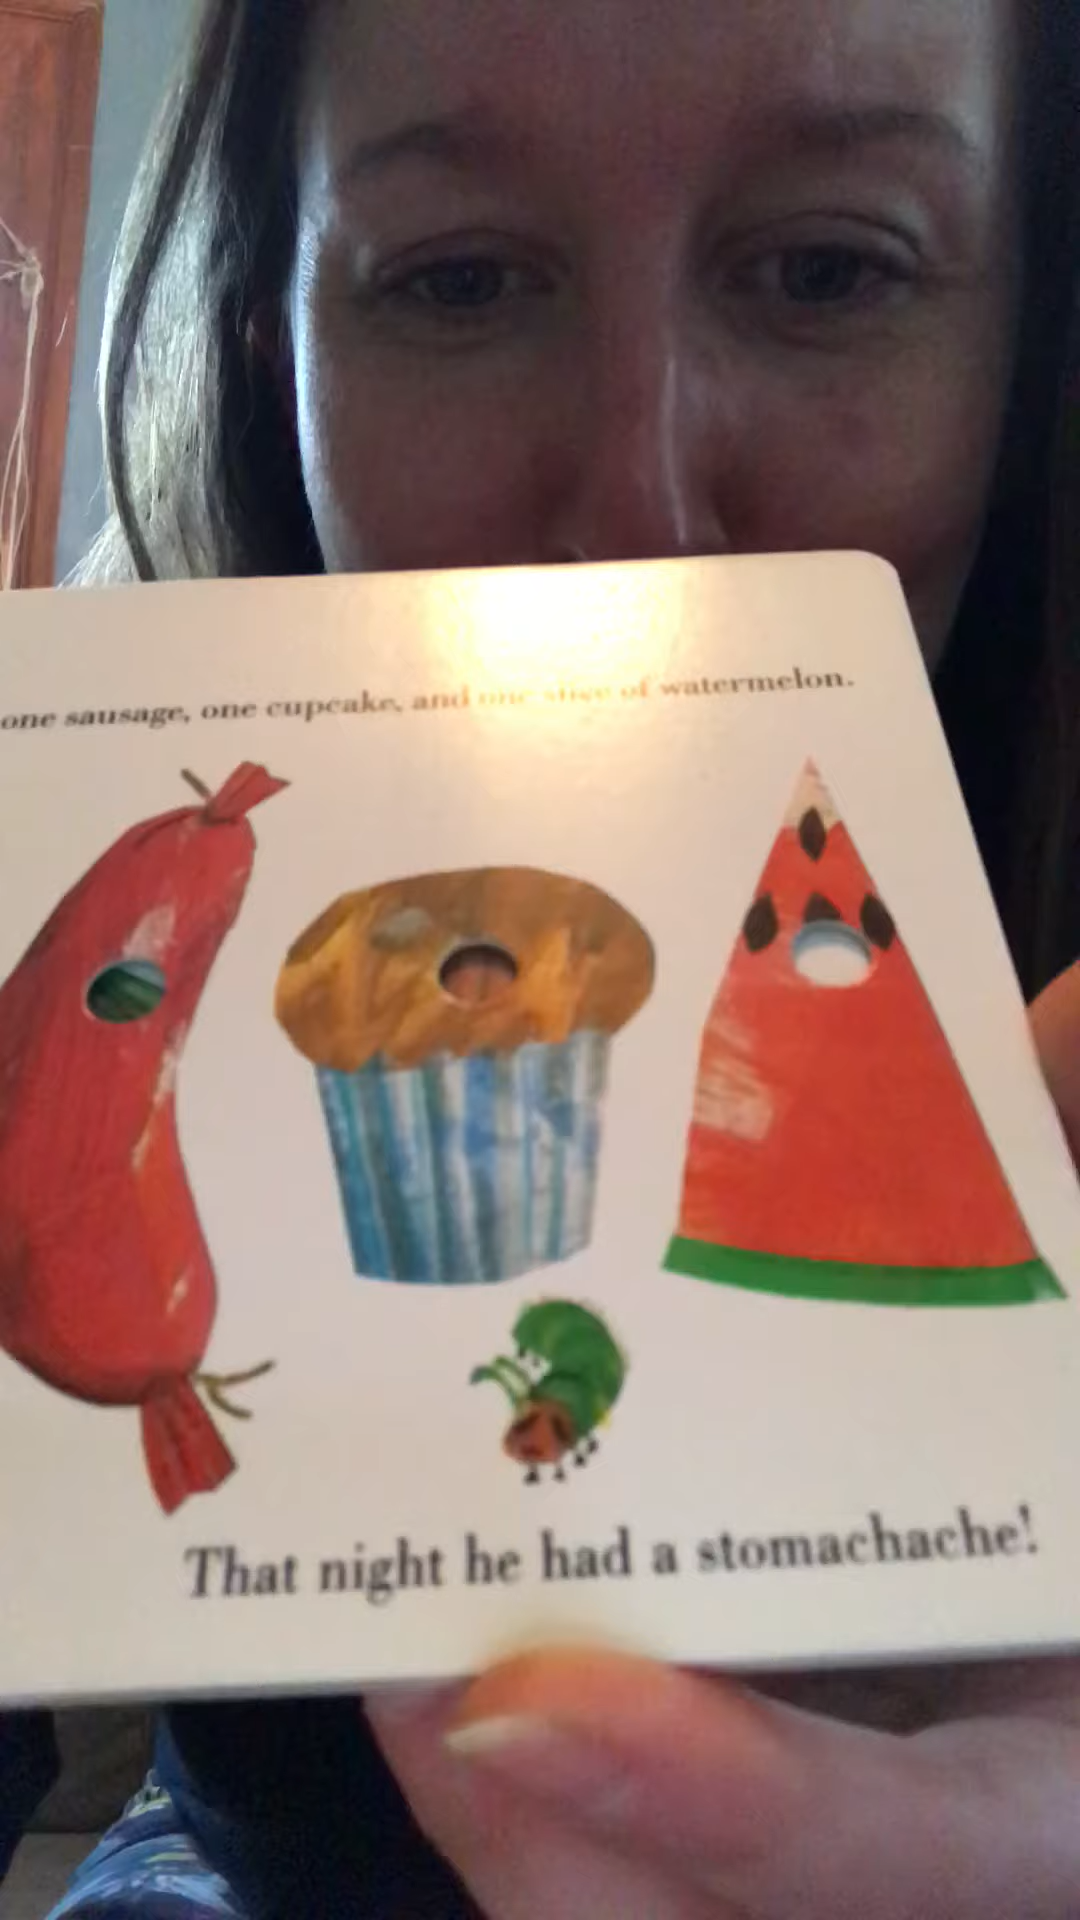 one sausage, one cupcake, and one slice of watermelon.
That night he had a stomachache!